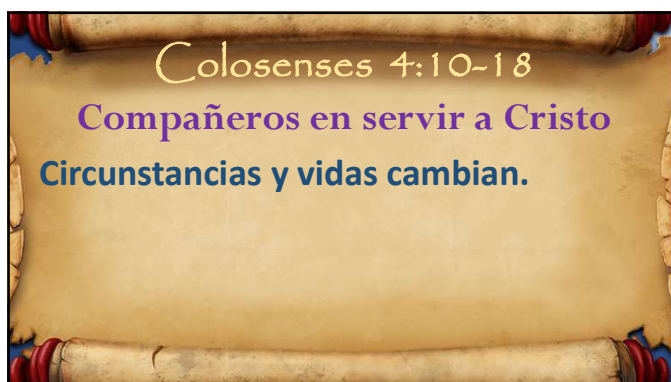 Colosenses 4:10-18
Compañeros en servir a Cristo
Circunstancias y vidas cambian.